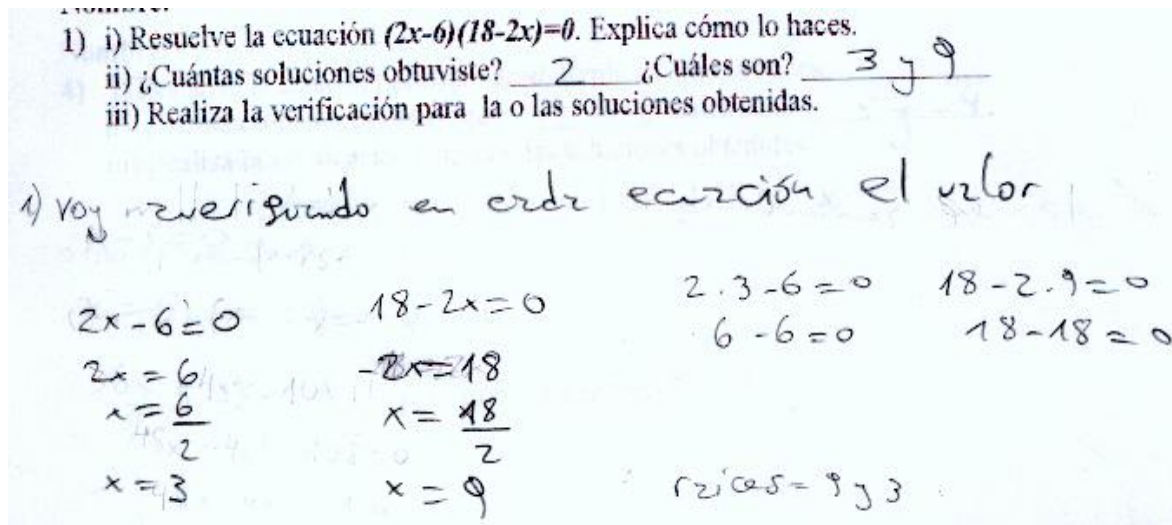 1) i) Resuelve la ecuación (2x-6)(18-2x)=0. Explica cómo lo haces.
ii) ¿Cuántas soluciones obtuviste? 2 ¿Cuáles son? 3 y 9
iii) Realiza la verificación para la o las soluciones obtenidas.
1) voy averiguando en cada ecuación el valor
2x-6=0
2x=6
x=6/2
x=3
18-2x=0
-2x=18
x=18/2
x=9
2.3-6=0
6-6=0
18-2.9=0
18-18=0
raices=9 y 3